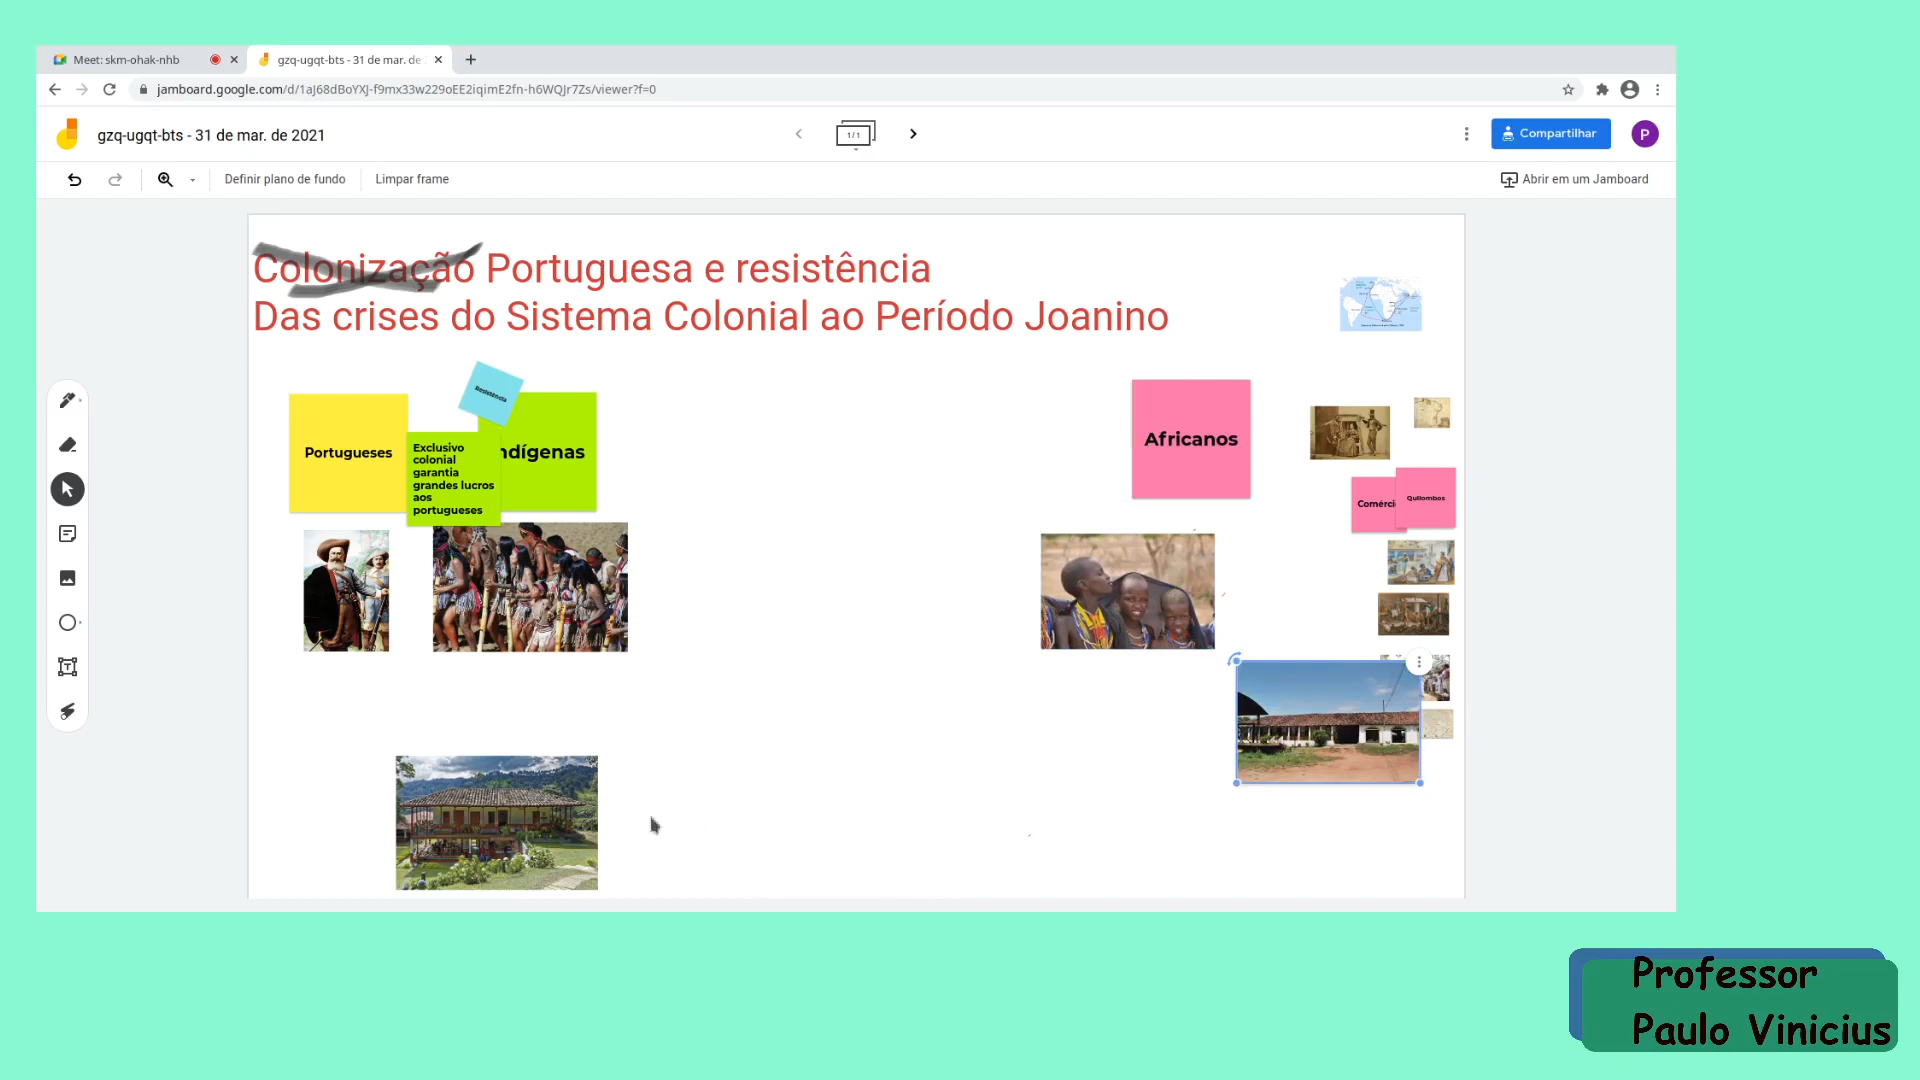 Meet: skm-ohak-nhb
gzq-ugqt-bts - 31 de mar. de
jamboard.google.com/d/1aJ68dBoYXJ-f9mx33w229oEE2iqimE2fn-h6WQJr7Zs/viewer?f=0
gzq-ugqt-bts - 31 de mar. de 2021
1/1
Compartilhar
P
Definir plano de fundo
Limpar frame
Abrir em um Jamboard
Colonização Portuguesa e resistência
Das crises do Sistema Colonial ao Período Joanino
Resistência
Portugueses
Exclusivo
colonial
garantia
grandes lucros
aos
portugueses
ndígenas
Africanos
Comérci
Quilombos
Professor
Paulo Vinicius